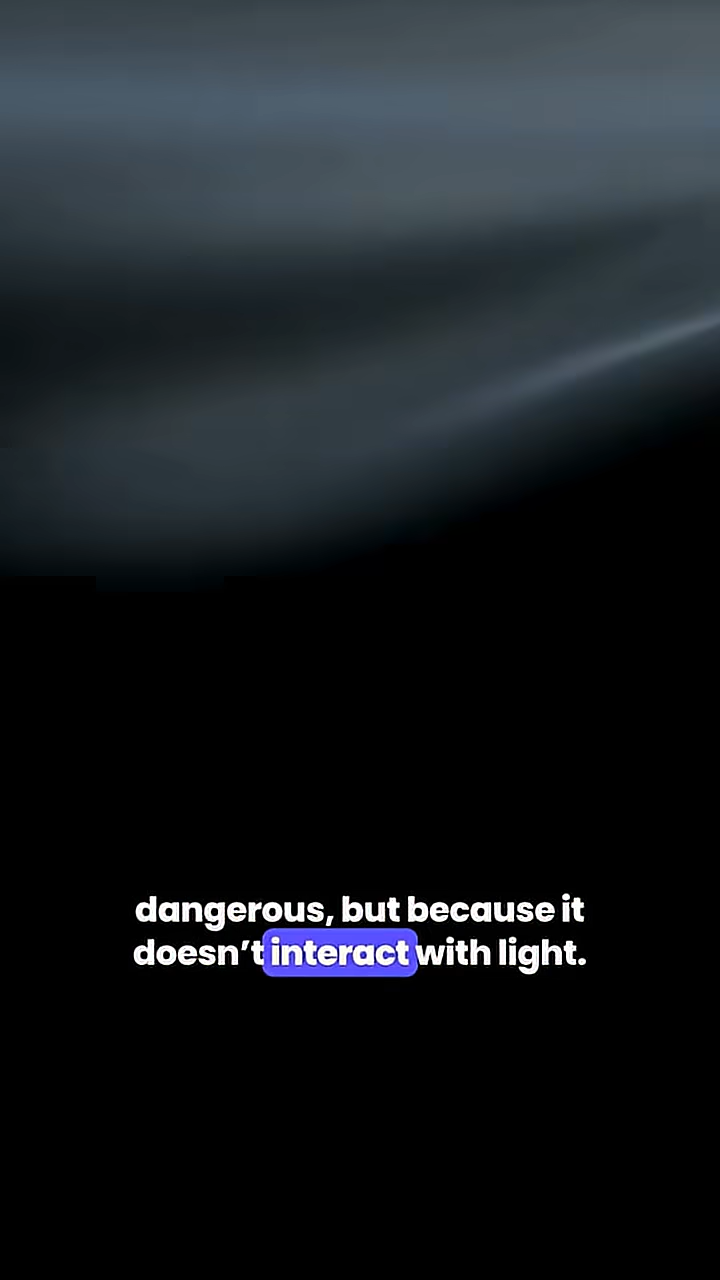 dangerous, but because it
doesn’t interact with light.